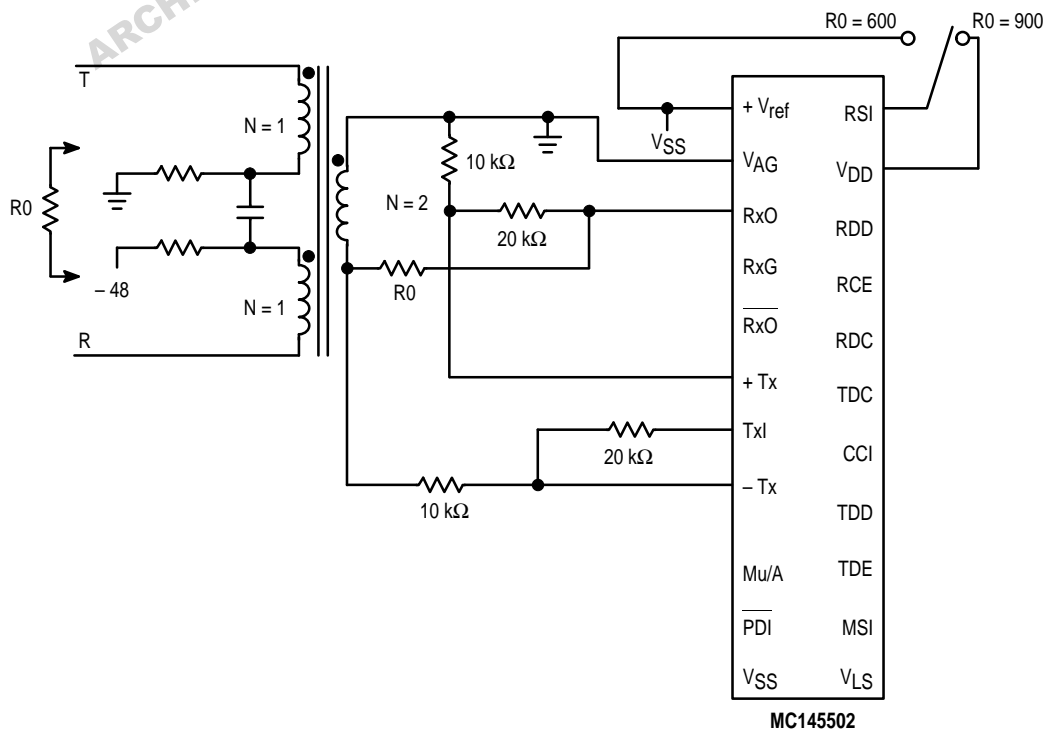 ARCHI
R0 = 600
R0 = 900
T
N = 1
R0
– 48
N = 1
R
N = 2
10 kΩ
20 kΩ
R0
VSS
20 kΩ
10 kΩ
+ Vref
VAG
RxO
RxG
RxO
+ Tx
TxI
– Tx
Mu/A
PDI
VSS
RSI
VDD
RDD
RCE
RDC
TDC
CCI
TDD
TDE
MSI
VLS
MC145502